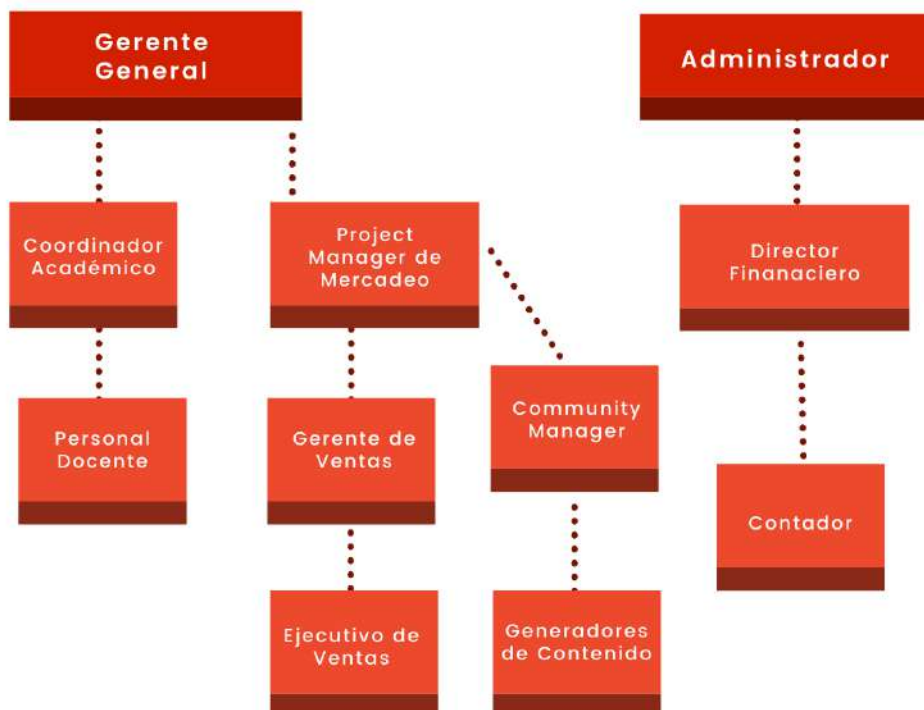 Gerente
General
Administrador
Coordinador
Académico
Project
Manager de
Mercadeo
Director
Finanaciero
Personal
Docente
Gerente de
Ventas
Community
Manager
Contador
Ejecutivo de
Ventas
Generadores
de Contenido